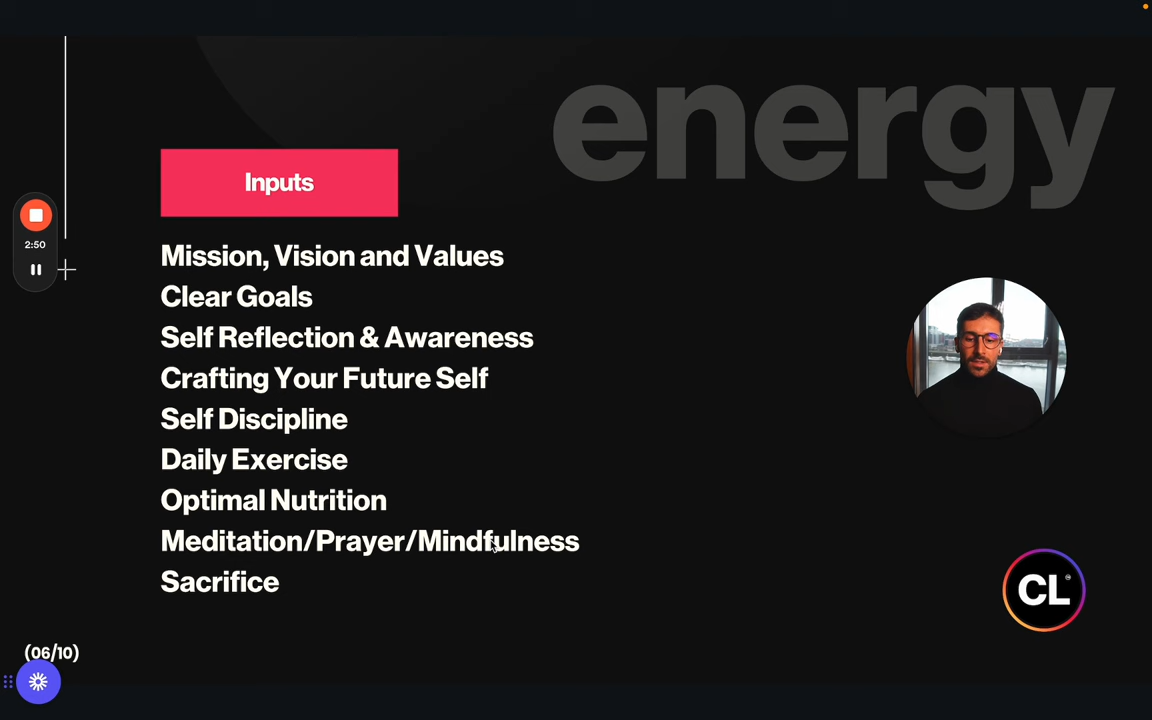 energy
Inputs
2:50
Mission, Vision and Values
Clear Goals
Self Reflection & Awareness
Crafting Your Future Self
Self Discipline
Daily Exercise
Optimal Nutrition
Meditation/Prayer/Mindfulness
Sacrifice
CL
(06/10)